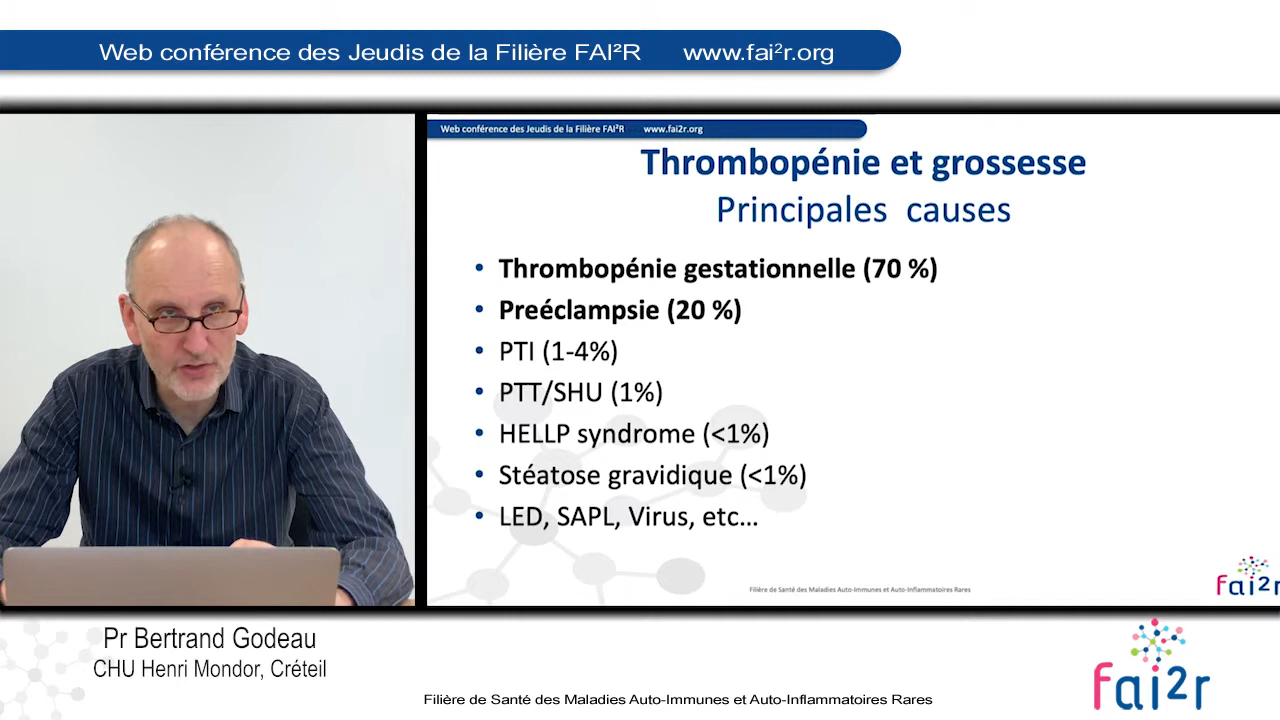 Web conférence des Jeudis de la Filière FAI²R www.fai²r.org
Web conférence des Jeudis de la Filière FAI²R www.fai2r.org
Thrombopénie et grossesse
Principales causes
• Thrombopénie gestationnelle (70 %)
• Preéclampsie (20 %)
• PTI (1-4%)
• PTT/SHU (1%)
• HELLP syndrome (<1%)
• Stéatose gravidique (<1%)
• LED, SAPL, Virus, etc...
Filière de Santé des Maladies Auto-Immunes et Auto-Inflammatoires Rares
fai2r
Pr Bertrand Godeau
CHU Henri Mondor, Créteil
fai2r
Filière de Santé des Maladies Auto-Immunes et Auto-Inflammatoires Rares